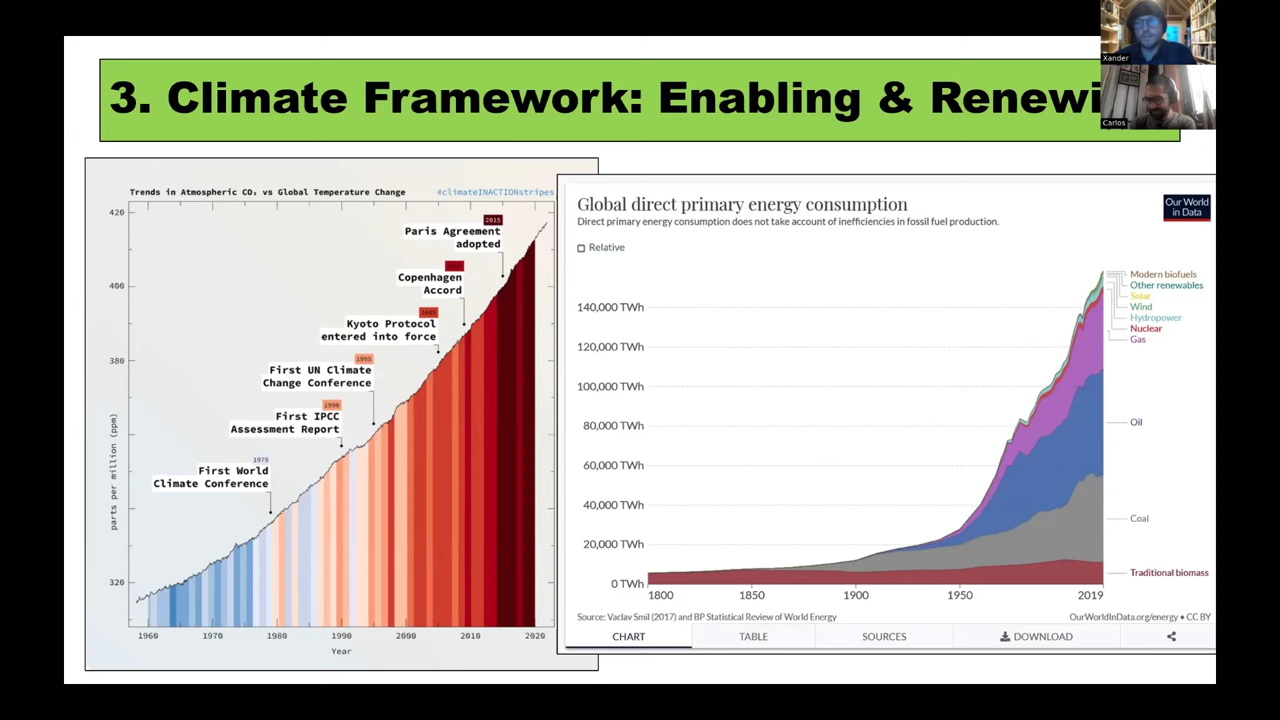 Xander
Carlos
3. Climate Framework: Enabling & Renewi
Trends in Atmospheric CO₂ vs Global Temperature Change
#climateINACTIONstripes
420
400
380
320
parts per million (ppm)
2015
Paris Agreement
adopted
Copenhagen
Accord
2005
Kyoto Protocol
entered into force
1995
First UN Climate
Change Conference
1990
First IPCC
Assessment Report
1979
First World
Climate Conference
1960
1970
1980
1990
2000
2010
2020
Year
Global direct primary energy consumption
Direct primary energy consumption does not take account of inefficiencies in fossil fuel production.
Our World
in Data
Relative
140,000 TWh
120,000 TWh
100,000 TWh
80,000 TWh
60,000 TWh
40,000 TWh
20,000 TWh
0 TWh
1800
1850
1900
1950
2019
Modern biofuels
Other renewables
Solar
Wind
Hydropower
Nuclear
Gas
Oil
Coal
Traditional biomass
Source: Vaclav Smil (2017) and BP Statistical Review of World Energy
OurWorldInData.org/energy • CC BY
CHART
TABLE
SOURCES
DOWNLOAD